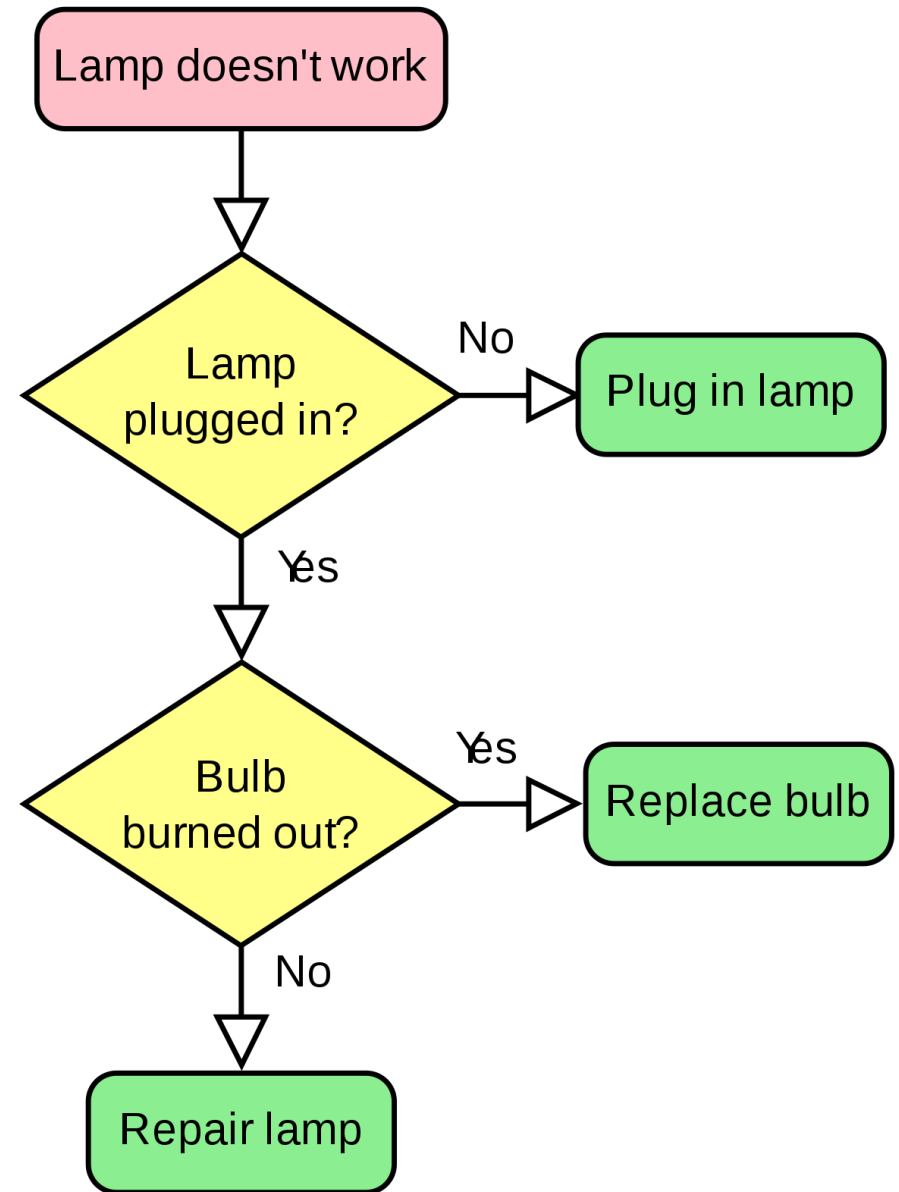 Lamp doesn't work
Lamp
plugged in?
No
Plug in lamp
Yes
Bulb
burned out?
Yes
Replace bulb
No
Repair lamp